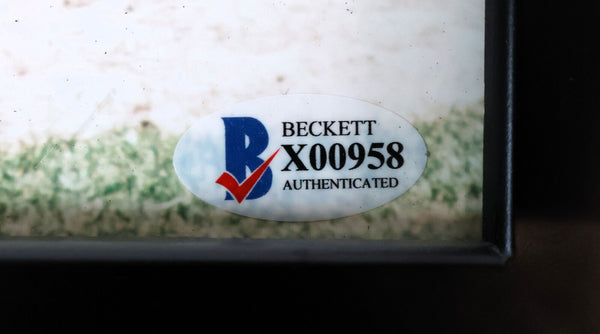 B
BECKETT
X00958
AUTHENTICATED